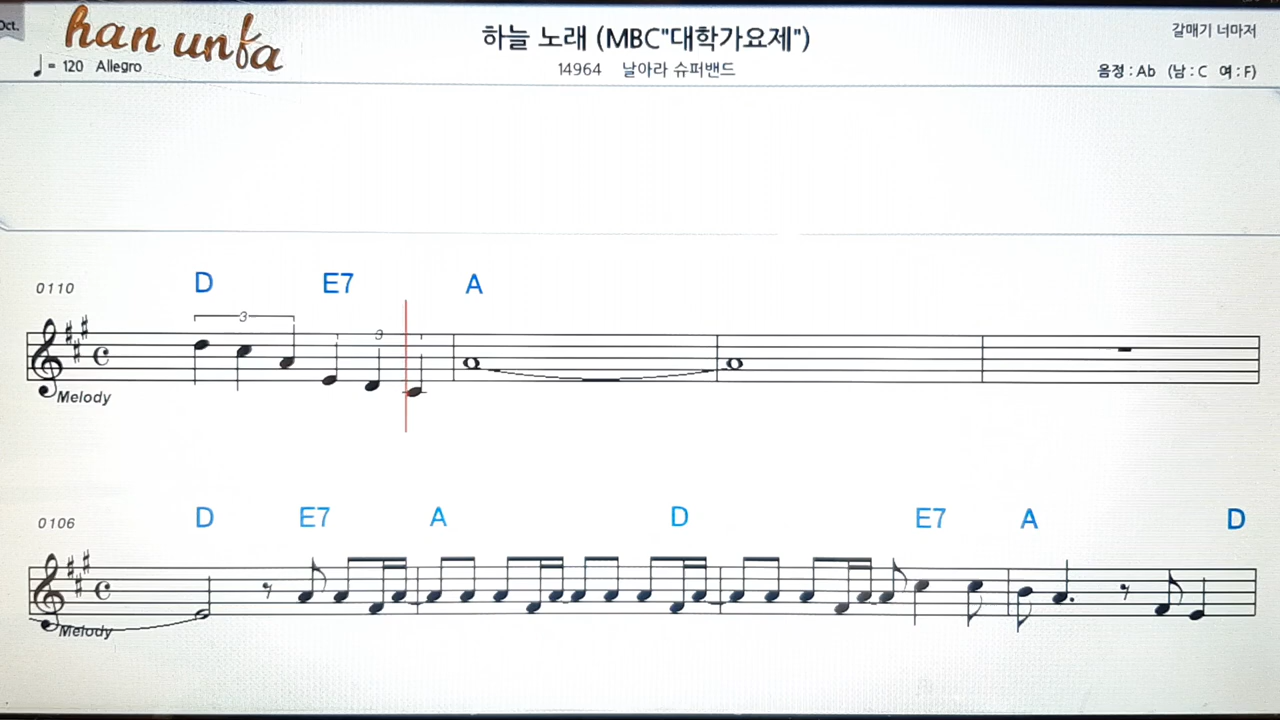 Oct.
han unfa
하늘 노래 (MBC"대학가요제")
갈매기 너마저
= 120 Allegro
14964 날아라 슈퍼밴드
음정 : Ab (남 : C 여 : F)
0110
D E7 A
3 3
Melody
0106
D E7 A D E7 A D
Melody